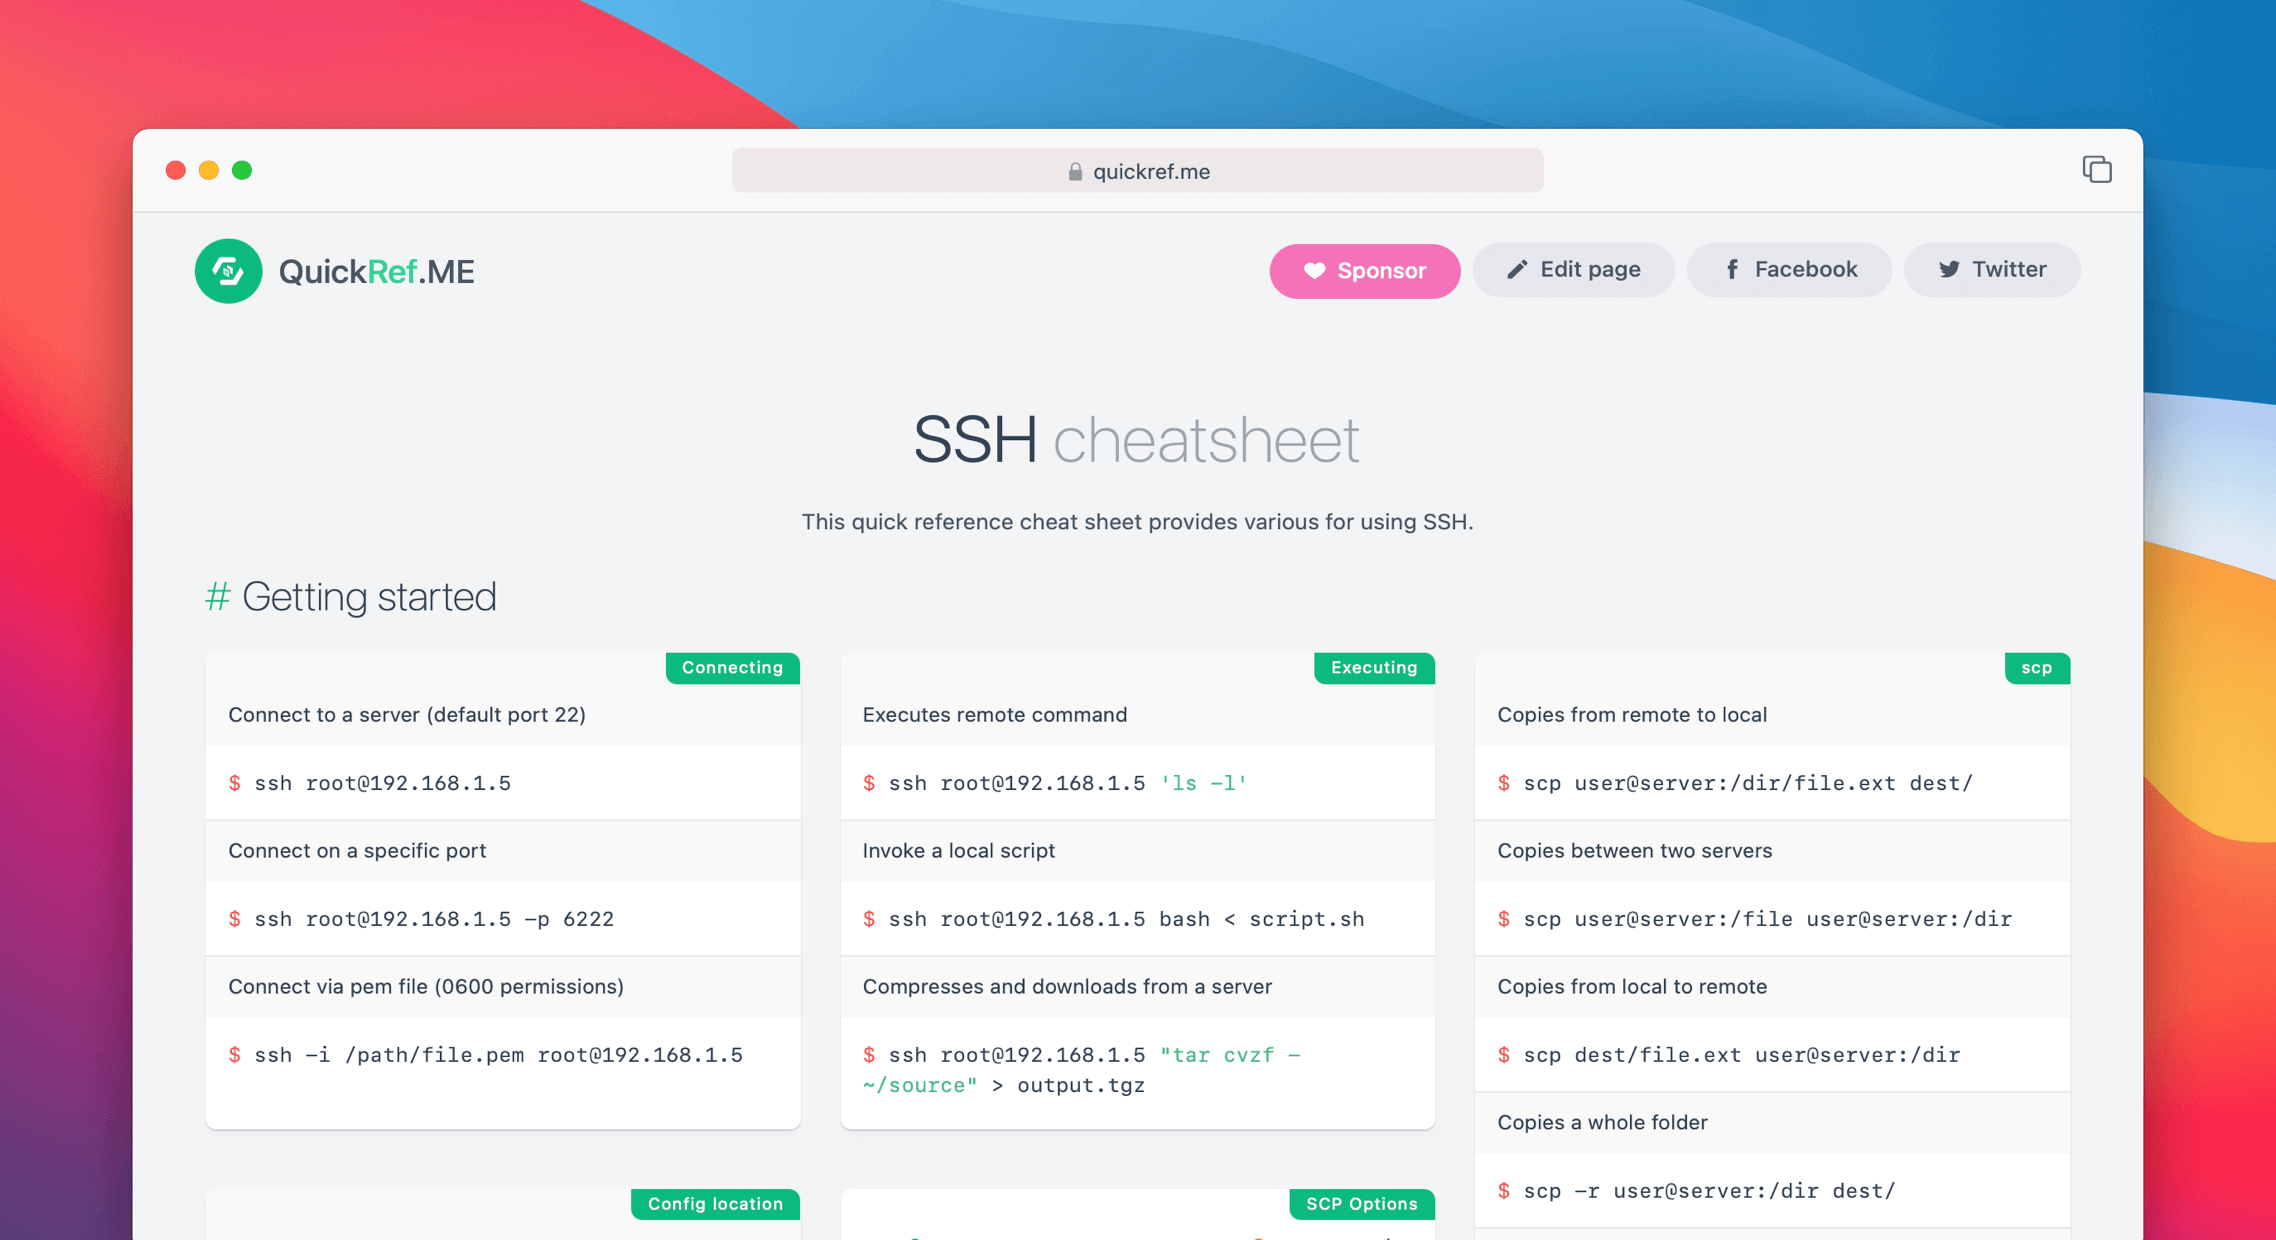 quickref.me
QuickRef.ME
Sponsor
Edit page
Facebook
Twitter
SSH cheatsheet
This quick reference cheat sheet provides various for using SSH.
# Getting started
Connecting
Connect to a server (default port 22)
$ ssh root@192.168.1.5
Connect on a specific port
$ ssh root@192.168.1.5 -p 6222
Connect via pem file (0600 permissions)
$ ssh -i /path/file.pem root@192.168.1.5
Executing
Executes remote command
$ ssh root@192.168.1.5 'ls -l'
Invoke a local script
$ ssh root@192.168.1.5 bash < script.sh
Compresses and downloads from a server
$ ssh root@192.168.1.5 "tar cvzf -
~/source" > output.tgz
scp
Copies from remote to local
$ scp user@server:/dir/file.ext dest/
Copies between two servers
$ scp user@server:/file user@server:/dir
Copies from local to remote
$ scp dest/file.ext user@server:/dir
Copies a whole folder
$ scp -r user@server:/dir dest/
Config location
SCP Options